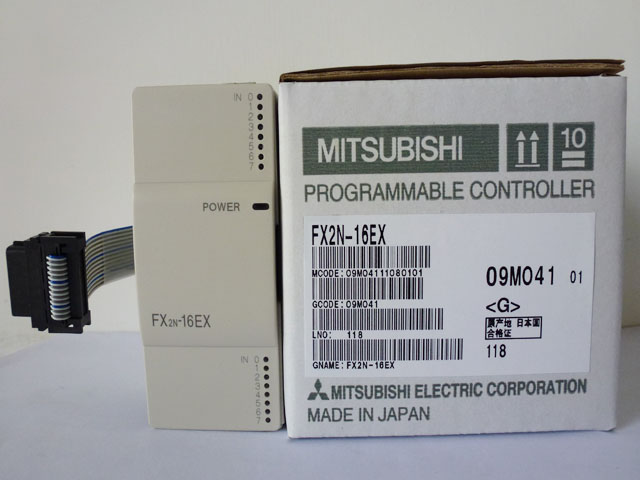 IN 0
1
2
3
4
5
6
7
POWER
FX2N-16EX
IN 0
1
2
3
4
5
6
7
MITSUBISHI
10
PROGRAMMABLE CONTROLLER
FX2N-16EX
MCODE: 09M04111080101
09M041 01
GCODE: 09M041
<G>
原产地 日本国
合格证
LNO: 118
118
GNAME: FX2N-16EX
MITSUBISHI ELECTRIC CORPORATION
MADE IN JAPAN